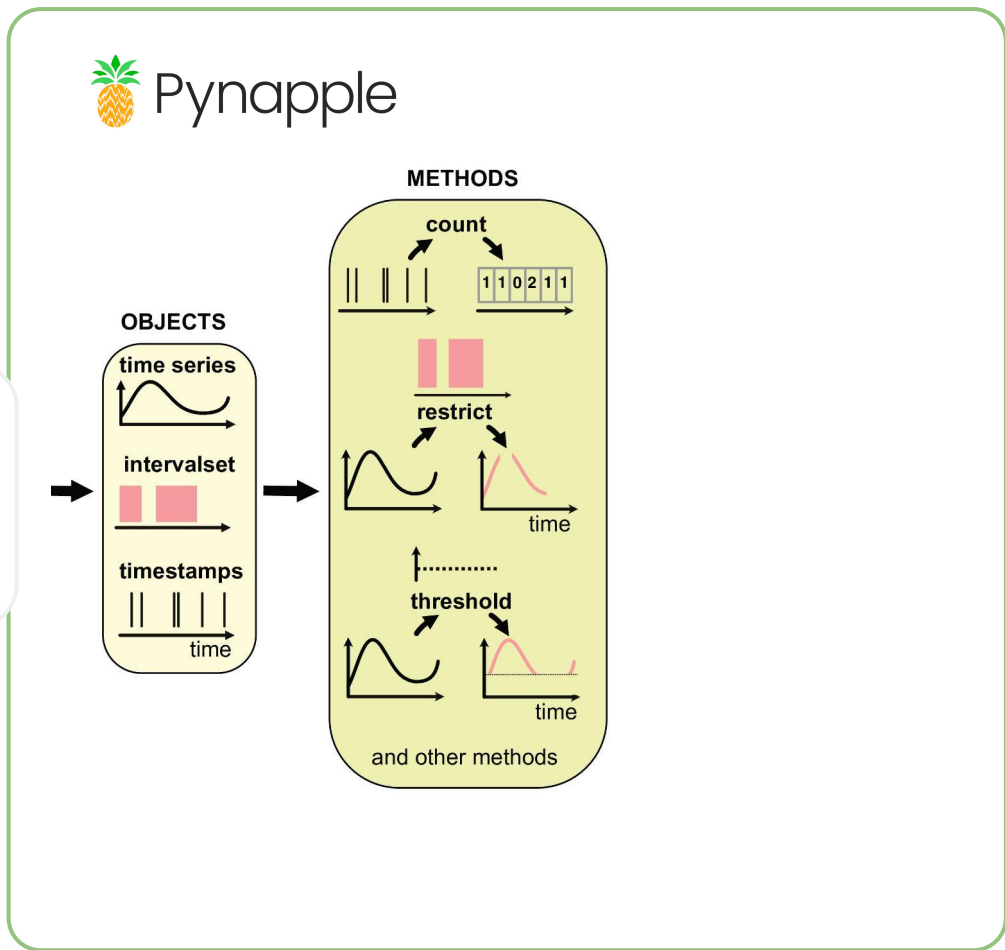 Pynapple
OBJECTS
time series
intervalset
timestamps
time
METHODS
count
1 1 0 2 1 1
restrict
time
threshold
time
and other methods